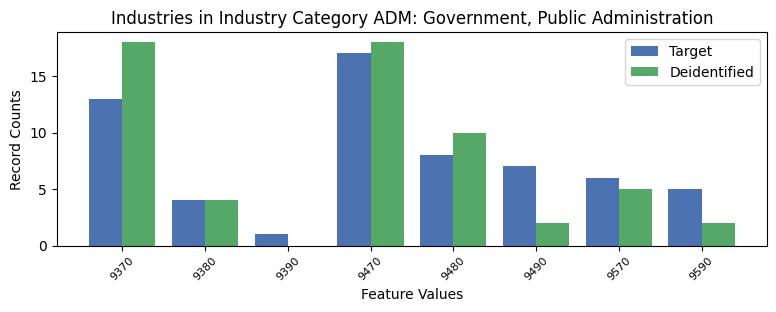 Industries in Industry Category ADM: Government, Public Administration
Target
Deidentified
Record Counts
15
10
5
0
9370 9380 9390 9470 9480 9490 9570 9590
Feature Values